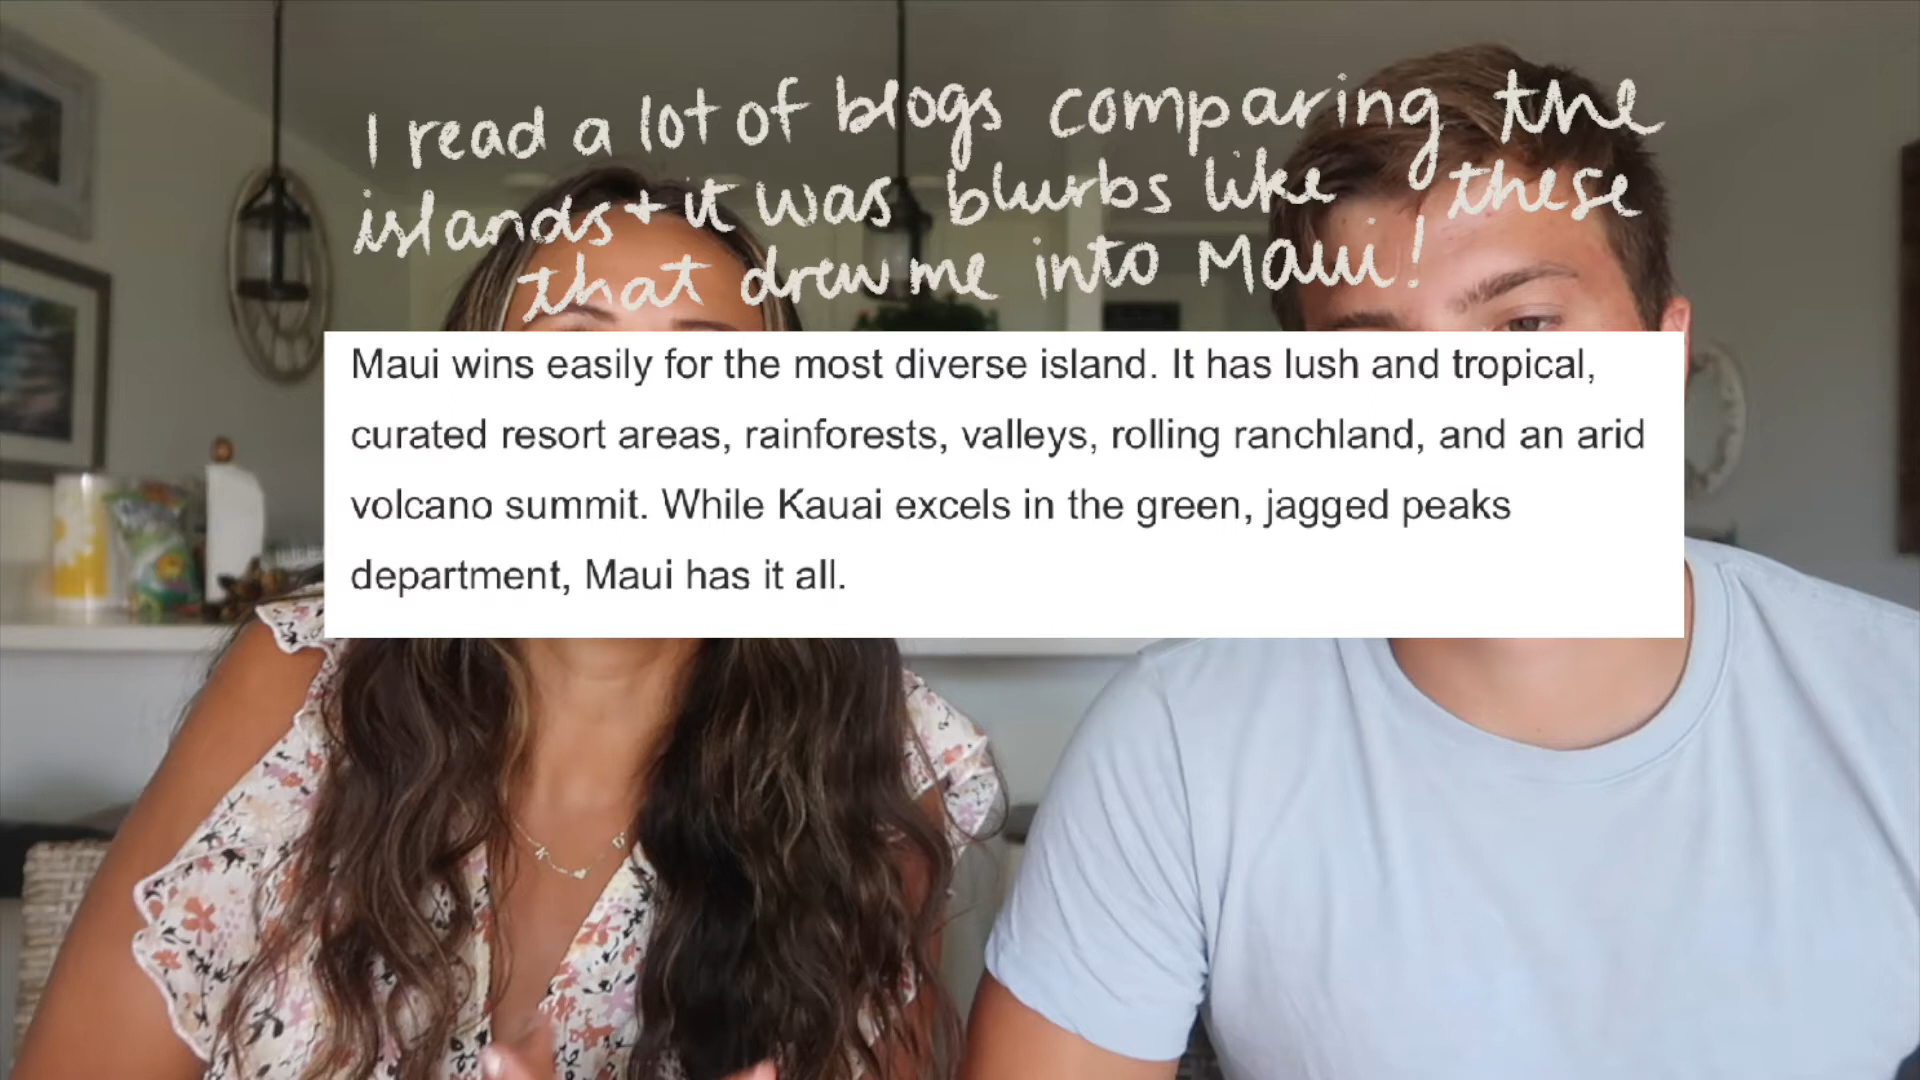 I read a lot of blogs comparing the
islands + it was blurbs like these
that drew me into Maui!
Maui wins easily for the most diverse island. It has lush and tropical,
curated resort areas, rainforests, valleys, rolling ranchland, and an arid
volcano summit. While Kauai excels in the green, jagged peaks
department, Maui has it all.